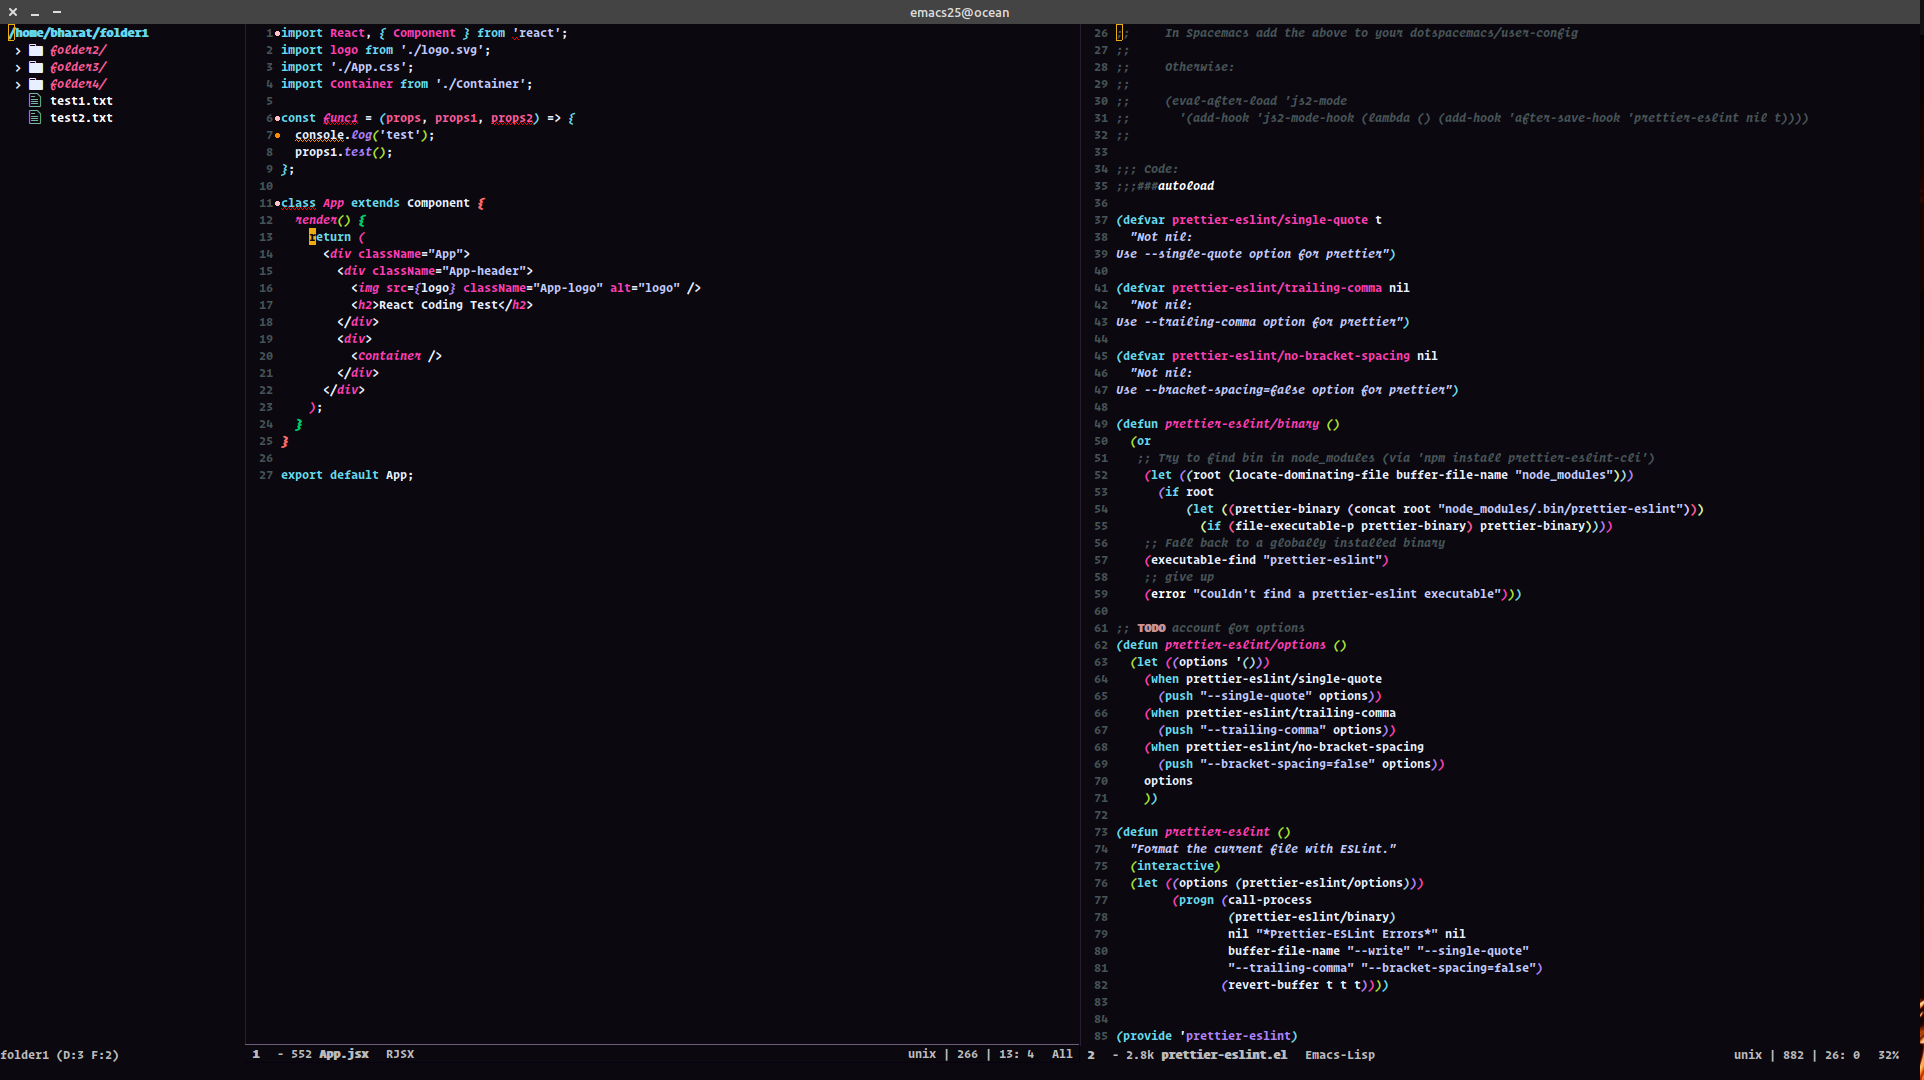 emacs25@ocean
/home/bharat/folder1
folder2/
folder3/
folder4/
test1.txt
test2.txt
folder1 (D:3 F:2)
1 import React, { Component } from 'react';
2 import logo from './logo.svg';
3 import './App.css';
4 import Container from './Container';
5
6 const func1 = (props, props1, props2) => {
7   console.log('test');
8   props1.test();
9 };
10
11 class App extends Component {
12   render() {
13     return (
14       <div className="App">
15         <div className="App-header">
16           <img src={logo} className="App-logo" alt="logo" />
17           <h2>React Coding Test</h2>
18         </div>
19         <div>
20           <Container />
21         </div>
22       </div>
23     );
24   }
25 }
26
27 export default App;
1 - 552 App.jsx RJSX unix | 266 | 13: 4 All
26 ;;     In Spacemacs add the above to your dotspacemacs/user-config
27 ;;
28 ;;     Otherwise:
29 ;;
30 ;;     (eval-after-load 'js2-mode
31 ;;       '(add-hook 'js2-mode-hook (lambda () (add-hook 'after-save-hook 'prettier-eslint nil t))))
32 ;;
33
34 ;;; Code:
35 ;;;###autoload
36
37 (defvar prettier-eslint/single-quote t
38   "Not nil:
39 Use --single-quote option for prettier")
40
41 (defvar prettier-eslint/trailing-comma nil
42   "Not nil:
43 Use --trailing-comma option for prettier")
44
45 (defvar prettier-eslint/no-bracket-spacing nil
46   "Not nil:
47 Use --bracket-spacing=false option for prettier")
48
49 (defun prettier-eslint/binary ()
50   (or
51    ;; Try to find bin in node_modules (via 'npm install prettier-eslint-cli')
52     (let ((root (locate-dominating-file buffer-file-name "node_modules")))
53       (if root
54           (let ((prettier-binary (concat root "node_modules/.bin/prettier-eslint")))
55             (if (file-executable-p prettier-binary) prettier-binary))))
56     ;; Fall back to a globally installed binary
57     (executable-find "prettier-eslint")
58     ;; give up
59     (error "Couldn't find a prettier-eslint executable")))
60
61 ;; TODO account for options
62 (defun prettier-eslint/options ()
63   (let ((options '()))
64     (when prettier-eslint/single-quote
65       (push "--single-quote" options))
66     (when prettier-eslint/trailing-comma
67       (push "--trailing-comma" options))
68     (when prettier-eslint/no-bracket-spacing
69       (push "--bracket-spacing=false" options))
70     options
71     ))
72
73 (defun prettier-eslint ()
74   "Format the current file with ESLint."
75   (interactive)
76   (let ((options (prettier-eslint/options)))
77         (progn (call-process
78                 (prettier-eslint/binary)
79                 nil "*Prettier-ESLint Errors*" nil
80                 buffer-file-name "--write" "--single-quote"
81                 "--trailing-comma" "--bracket-spacing=false")
82                (revert-buffer t t t))))
83
84
85 (provide 'prettier-eslint)
2 - 2.8k prettier-eslint.el Emacs-Lisp unix | 882 | 26: 0 32%